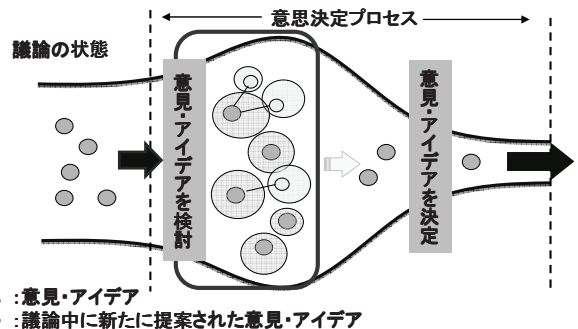 意思決定プロセス
議論の状態
意見・アイデアを検討
意見・アイデアを決定
:意見・アイデア
:議論中に新たに提案された意見・アイデア